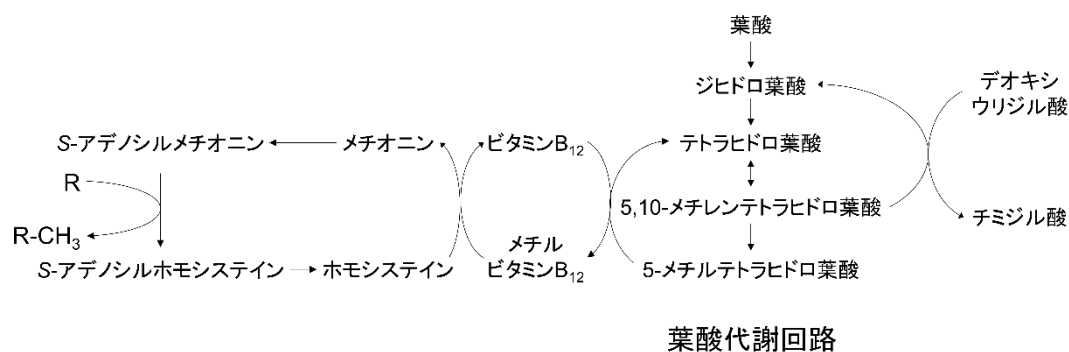 葉酸
ジヒドロ葉酸
デオキシ
ウリジル酸
S-アデノシルメチオニン
メチオニン
ビタミンB₁₂
テトラヒドロ葉酸
R
R-CH₃
5,10-メチレンテトラヒドロ葉酸
チミジル酸
S-アデノシルホモシステイン
ホモシステイン
メチル
ビタミンB₁₂
5-メチルテトラヒドロ葉酸
葉酸代謝回路